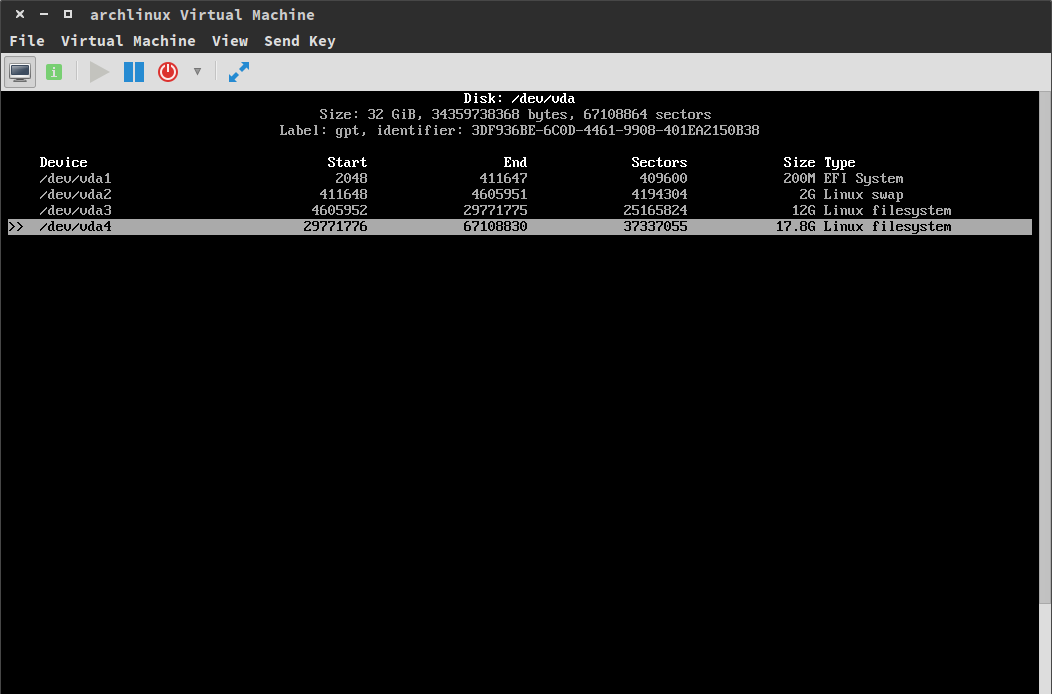 archlinux Virtual Machine
File Virtual Machine View Send Key
Disk: /dev/vda
Size: 32 GiB, 34359738368 bytes, 67108864 sectors
Label: gpt, identifier: 3DF936BE-6C0D-4461-9908-401EA2150B38
Device Start End Sectors Size Type
/dev/vda1 2048 411647 409600 200M EFI System
/dev/vda2 411648 4605951 4194304 2G Linux swap
/dev/vda3 4605952 29771775 25165824 12G Linux filesystem
>> /dev/vda4 29771776 67108830 37337055 17.8G Linux filesystem